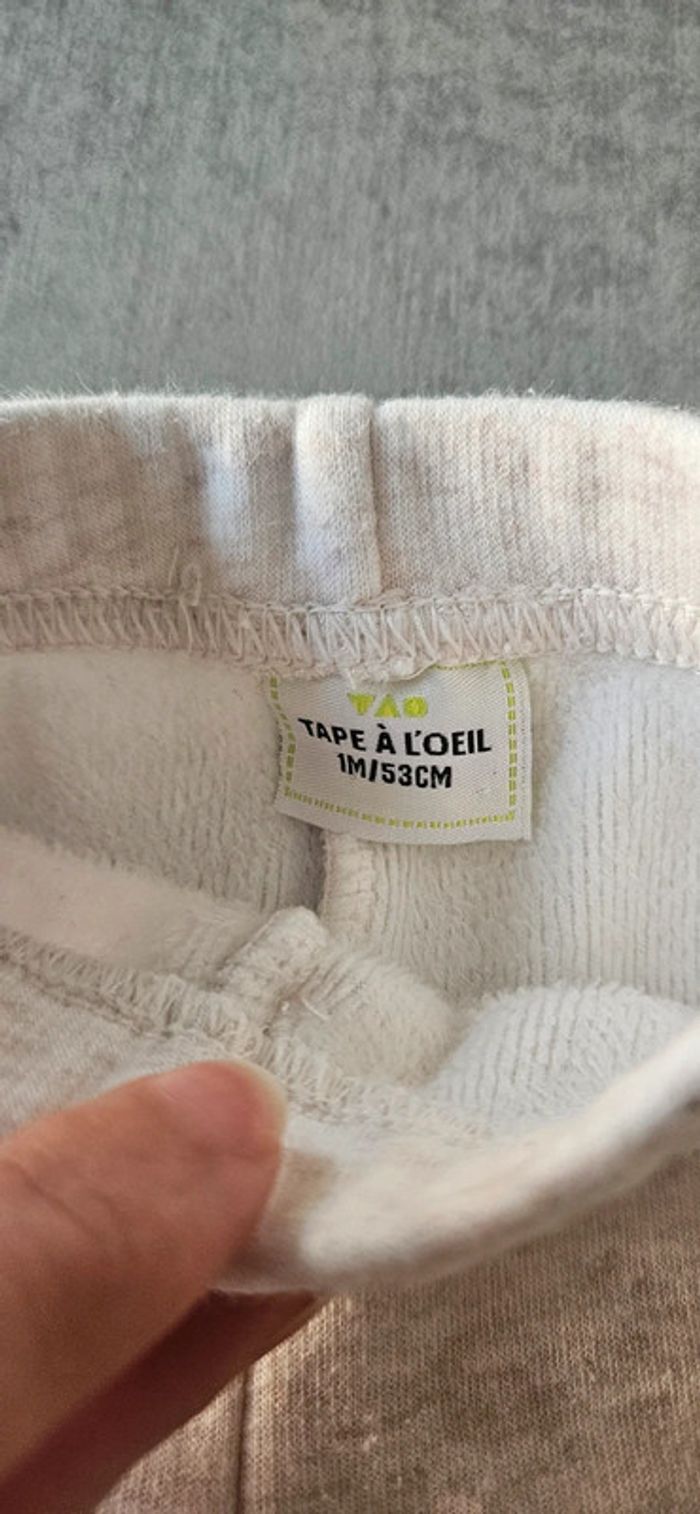 TAO
TAPE À L'OEIL
1M/53CM